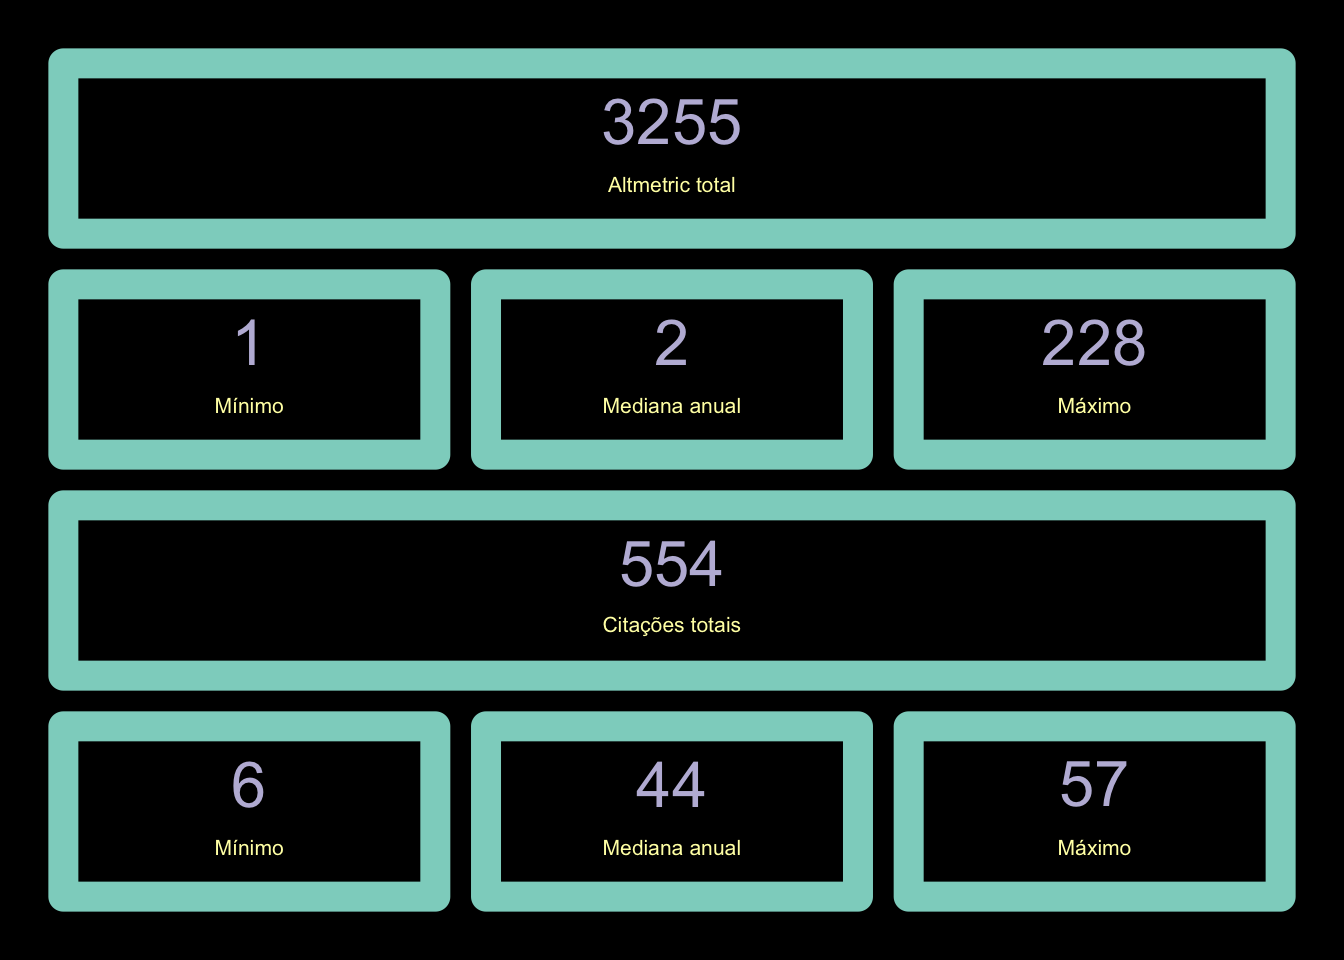 3255
Altmetric total
1
Mínimo
2
Mediana anual
228
Máximo
554
Citações totais
6
Mínimo
44
Mediana anual
57
Máximo